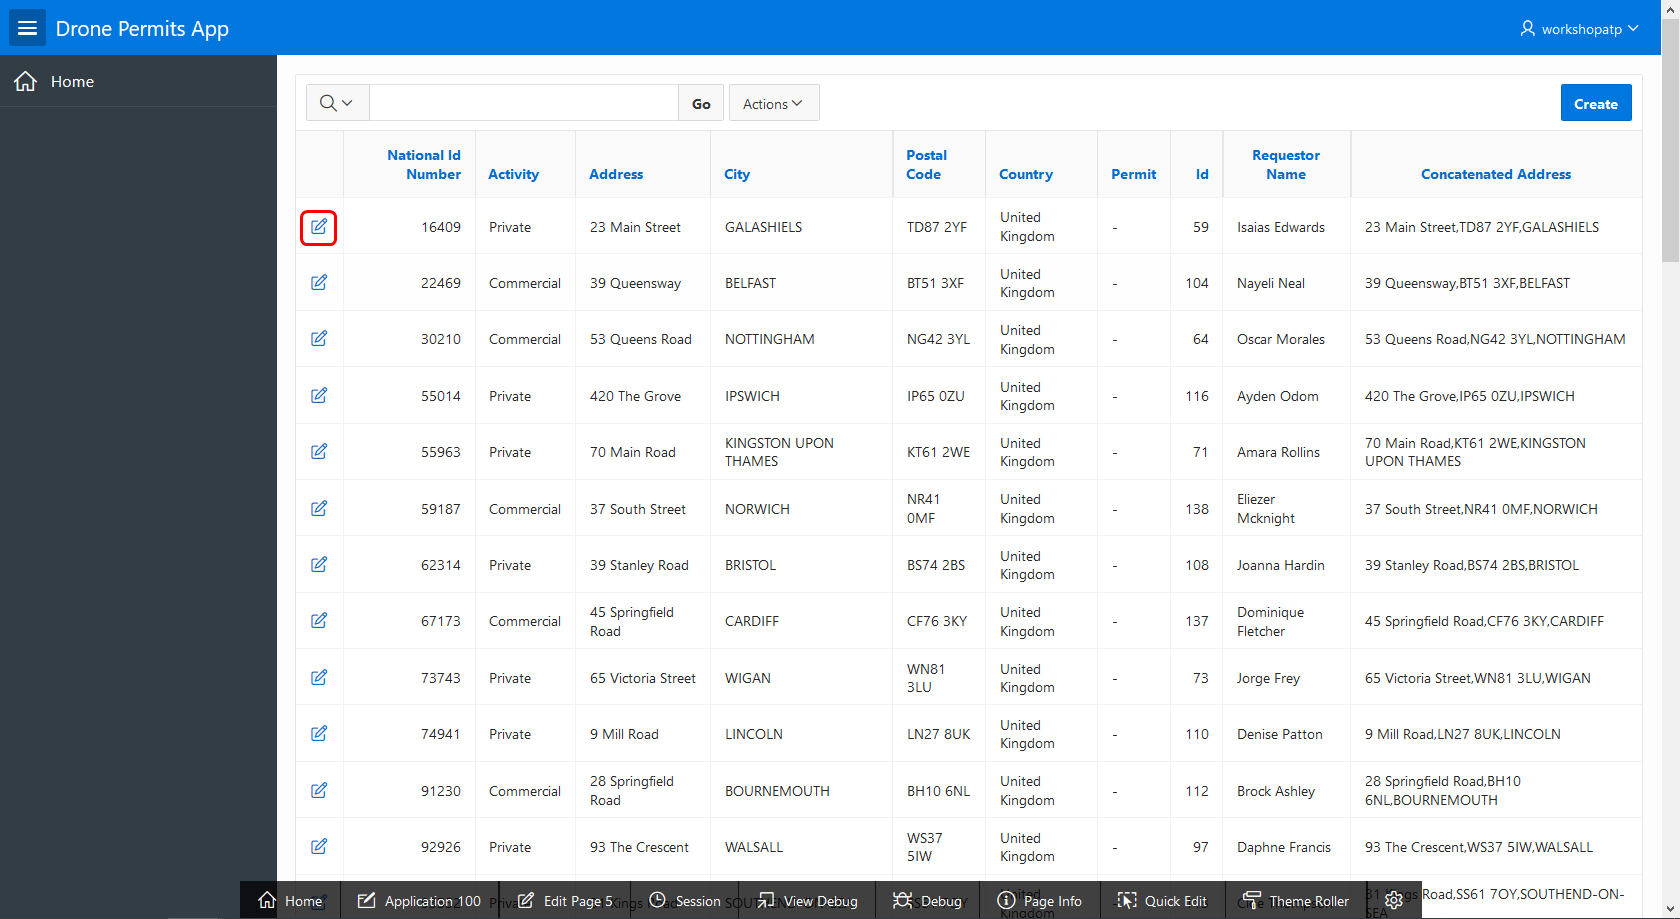 Drone Permits App
workshopatp
Home
Go
Actions
Create
National Id Number
Activity
Address
City
Postal Code
Country
Permit
Id
Requestor Name
Concatenated Address
16409 Private 23 Main Street GALASHIELS TD87 2YF United Kingdom - 59 Isaias Edwards 23 Main Street,TD87 2YF,GALASHIELS
22469 Commercial 39 Queensway BELFAST BT51 3XF United Kingdom - 104 Nayeli Neal 39 Queensway,BT51 3XF,BELFAST
30210 Commercial 53 Queens Road NOTTINGHAM NG42 3YL United Kingdom - 64 Oscar Morales 53 Queens Road,NG42 3YL,NOTTINGHAM
55014 Private 420 The Grove IPSWICH IP65 0ZU United Kingdom - 116 Ayden Odom 420 The Grove,IP65 0ZU,IPSWICH
55963 Private 70 Main Road KINGSTON UPON THAMES KT61 2WE United Kingdom - 71 Amara Rollins 70 Main Road,KT61 2WE,KINGSTON UPON THAMES
59187 Commercial 37 South Street NORWICH NR41 0MF United Kingdom - 138 Eliezer Mcknight 37 South Street,NR41 0MF,NORWICH
62314 Private 39 Stanley Road BRISTOL BS74 2BS United Kingdom - 108 Joanna Hardin 39 Stanley Road,BS74 2BS,BRISTOL
67173 Commercial 45 Springfield Road CARDIFF CF76 3KY United Kingdom - 137 Dominique Fletcher 45 Springfield Road,CF76 3KY,CARDIFF
73743 Private 65 Victoria Street WIGAN WN81 3LU United Kingdom - 73 Jorge Frey 65 Victoria Street,WN81 3LU,WIGAN
74941 Private 9 Mill Road LINCOLN LN27 8UK United Kingdom - 110 Denise Patton 9 Mill Road,LN27 8UK,LINCOLN
91230 Commercial 28 Springfield Road BOURNEMOUTH BH10 6NL United Kingdom - 112 Brock Ashley 28 Springfield Road,BH10 6NL,BOURNEMOUTH
92926 Private 93 The Crescent WALSALL WS37 5IW United Kingdom - 97 Daphne Francis 93 The Crescent,WS37 5IW,WALSALL
Road,SS61 7OY,SOUTHEND-ON-SEA
Home
Application 100
Edit Page 5
Session
View Debug
Debug
Page Info
Quick Edit
Theme Roller